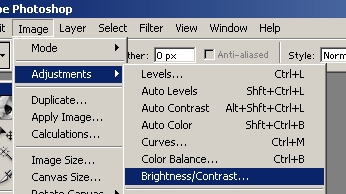 be Photoshop
it Image Layer Select Filter View Window Help
Mode
ther: 0 px Anti-aliased Style: Norm
Adjustments
Levels... Ctrl+L
Auto Levels Shft+Ctrl+L
Duplicate...
Auto Contrast Alt+Shft+Ctrl+L
Apply Image...
Auto Color Shft+Ctrl+B
Calculations...
Curves... Ctrl+M
Image Size...
Color Balance... Ctrl+B
Canvas Size...
Brightness/Contrast...
Rotate Canvas